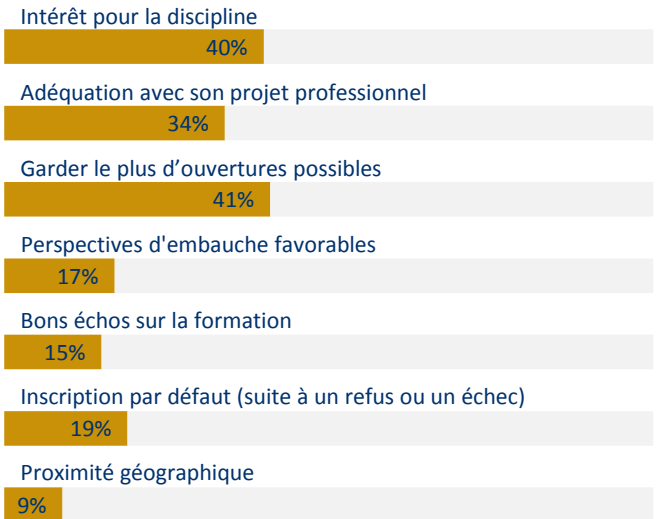 Intérêt pour la discipline
40%
Adéquation avec son projet professionnel
34%
Garder le plus d’ouvertures possibles
41%
Perspectives d'embauche favorables
17%
Bons échos sur la formation
15%
Inscription par défaut (suite à un refus ou un échec)
19%
Proximité géographique
9%